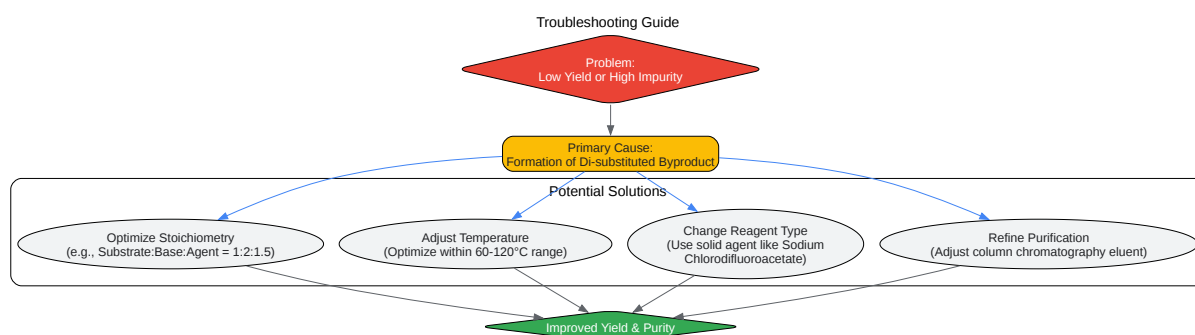 Troubleshooting Guide
Problem:
Low Yield or High Impurity
Primary Cause:
Formation of Di-substituted Byproduct
Potential Solutions
Optimize Stoichiometry
(e.g., Substrate:Base:Agent = 1:2:1.5)
Adjust Temperature
(Optimize within 60-120°C range)
Change Reagent Type
(Use solid agent like Sodium
Chlorodifluoroacetate)
Refine Purification
(Adjust column chromatography eluent)
Improved Yield & Purity